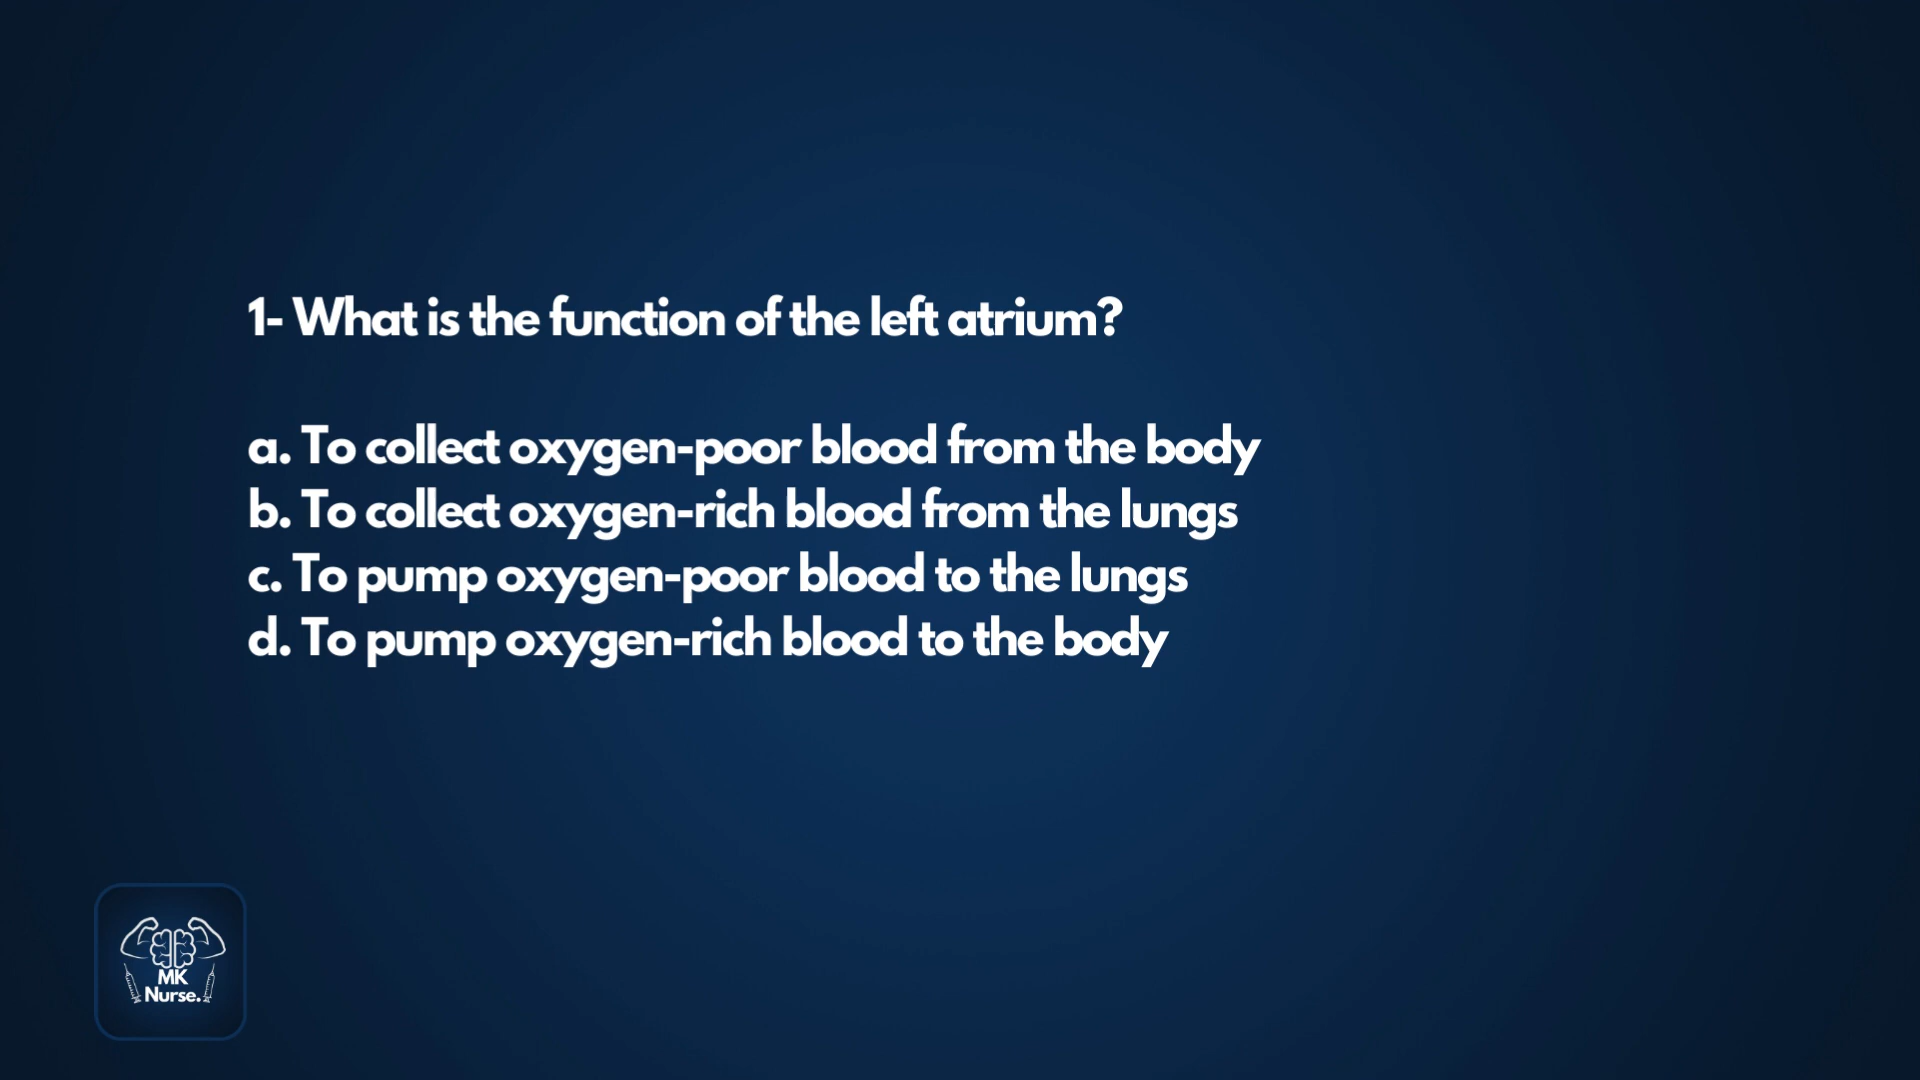 1- What is the function of the left atrium?
a. To collect oxygen-poor blood from the body
b. To collect oxygen-rich blood from the lungs
c. To pump oxygen-poor blood to the lungs
d. To pump oxygen-rich blood to the body
MK
Nurse.